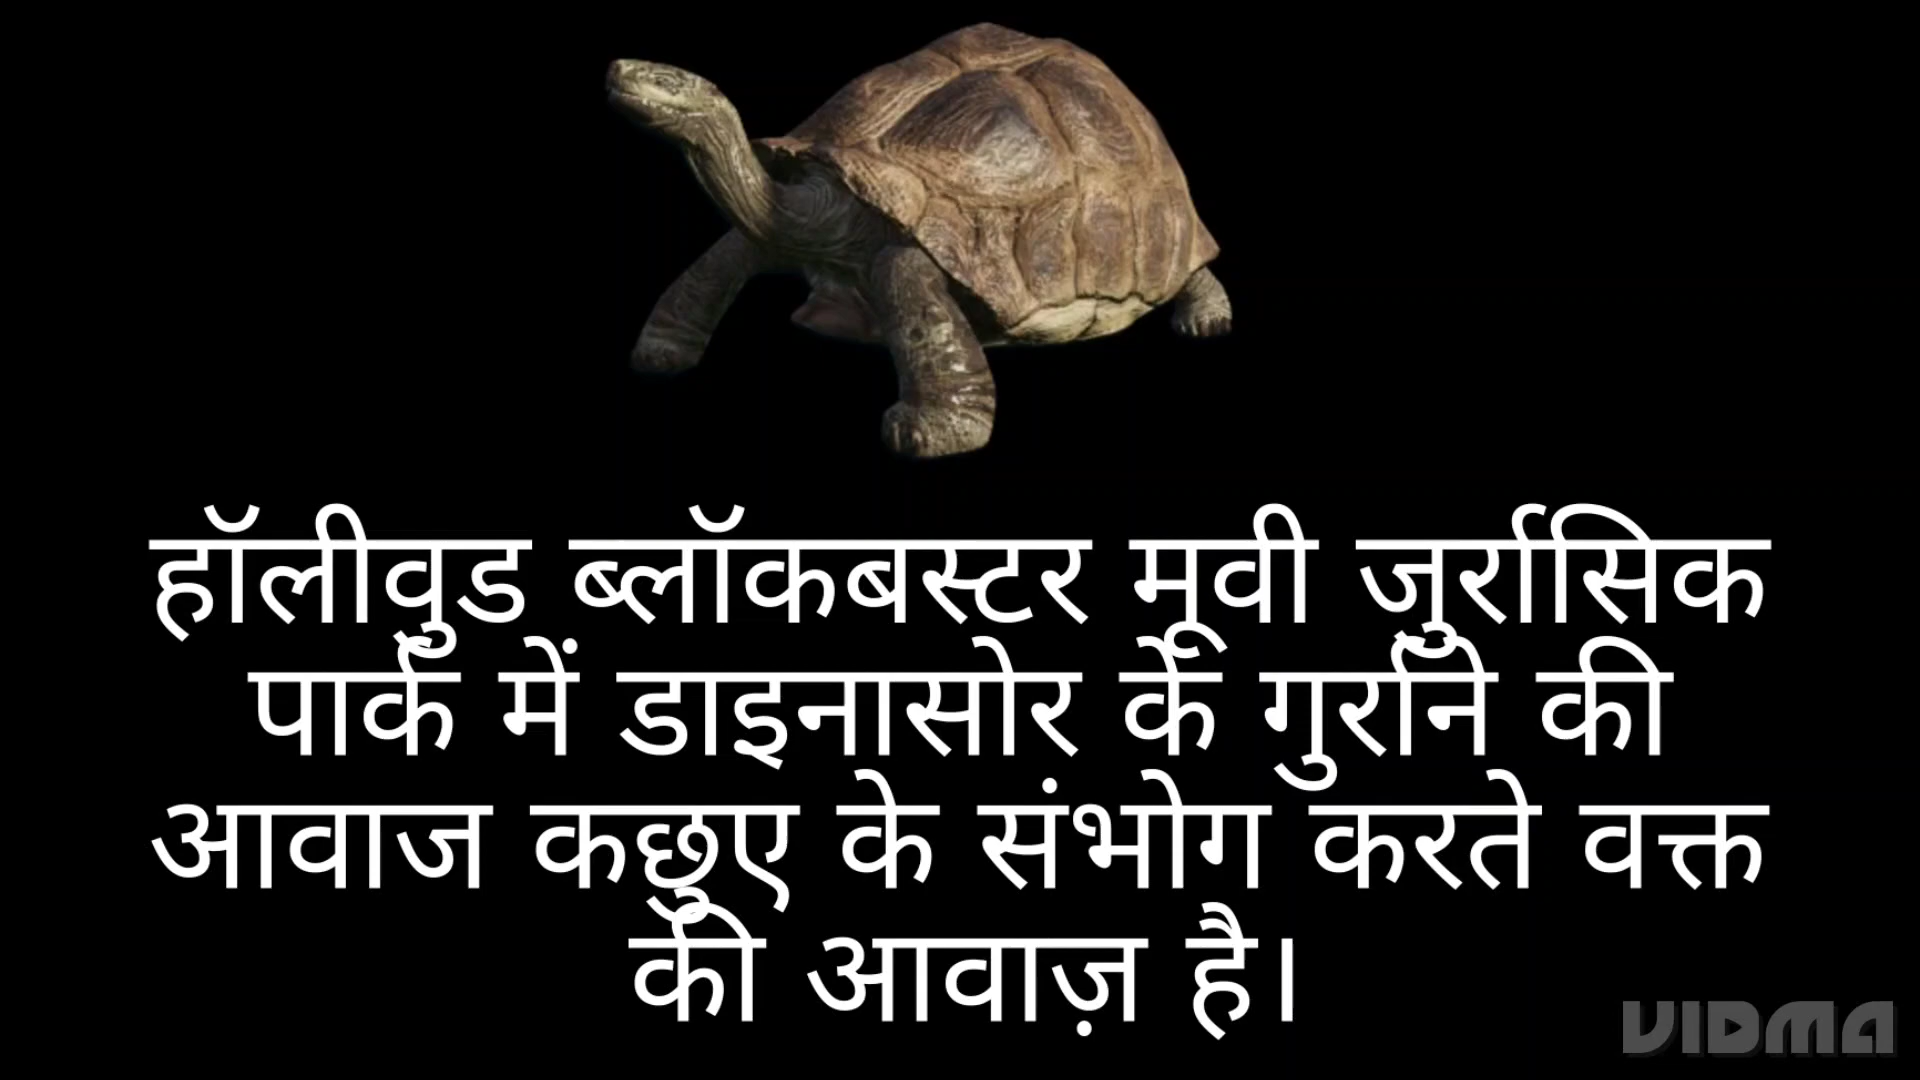 हॉलीवुड ब्लॉकबस्टर मूवी जुर्रासिक
पार्क में डाइनासोर के गुर्राने की
आवाज कछुए के संभोग करते वक्त
की आवाज़ है।
VIDMA